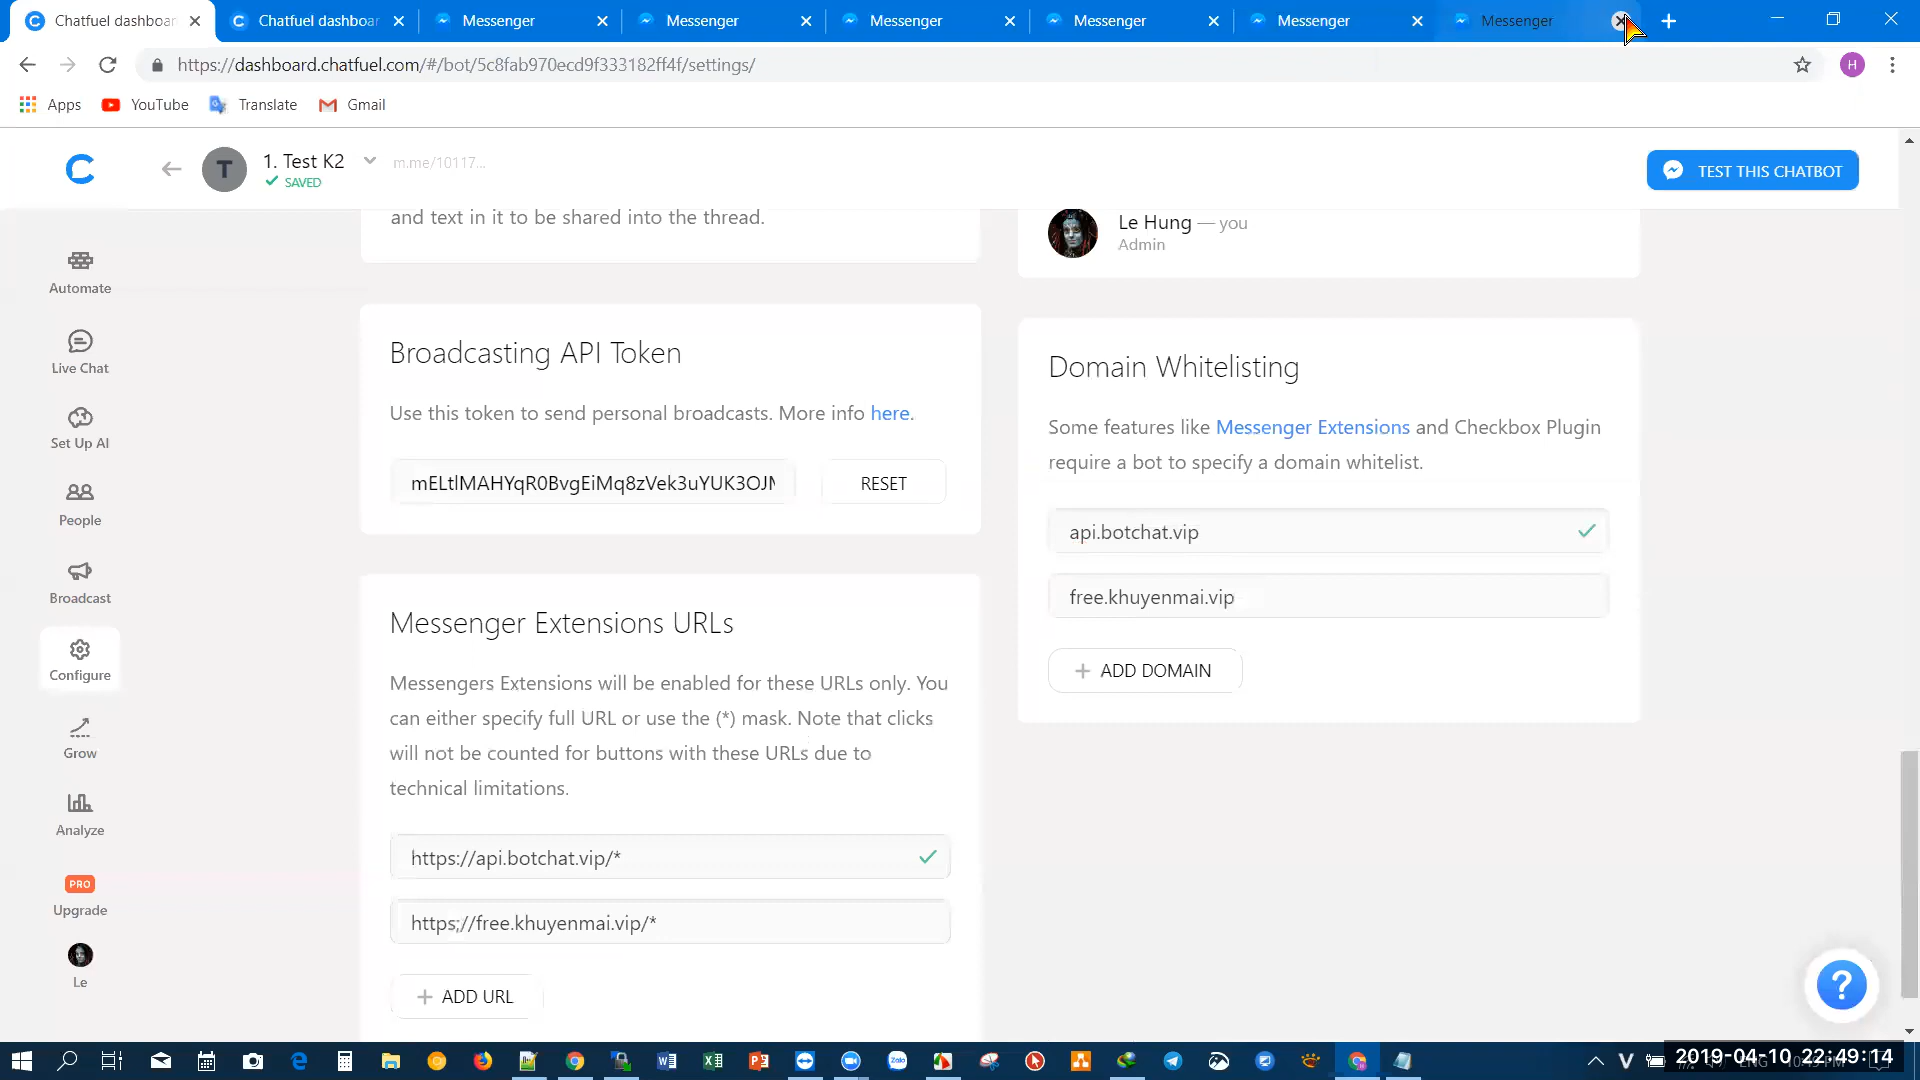 Chatfuel dashboar
Chatfuel dashboar
Messenger
Messenger
Messenger
Messenger
Messenger
Messenger
https://dashboard.chatfuel.com/#/bot/5c8fab970ecd9f333182ff4f/settings/
H
Apps
YouTube
Translate
Gmail
T
1. Test K2
m.me/10117...
SAVED
TEST THIS CHATBOT
and text in it to be shared into the thread.
Le Hung — you
Admin
Automate
Live Chat
Set Up AI
People
Broadcast
Configure
Grow
Analyze
PRO
Upgrade
Le
Broadcasting API Token
Use this token to send personal broadcasts. More info here.
mELtlMAHYqR0BvgEiMq8zVek3uYUK3OJM
RESET
Messenger Extensions URLs
Messengers Extensions will be enabled for these URLs only. You
can either specify full URL or use the (*) mask. Note that clicks
will not be counted for buttons with these URLs due to
technical limitations.
https://api.botchat.vip/*
https;//free.khuyenmai.vip/*
ADD URL
Domain Whitelisting
Some features like Messenger Extensions and Checkbox Plugin
require a bot to specify a domain whitelist.
api.botchat.vip
free.khuyenmai.vip
ADD DOMAIN
?
2019-04-10 22:49:14